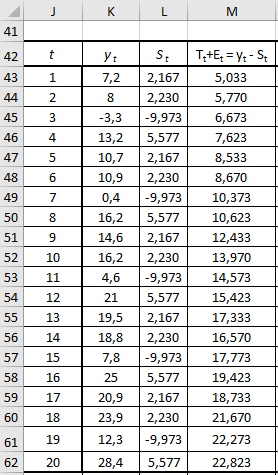 J K L M
41
42 t yt St Tt+Et = yt - St
43 1 7,2 2,167 5,033
44 2 8 2,230 5,770
45 3 -3,3 -9,973 6,673
46 4 13,2 5,577 7,623
47 5 10,7 2,167 8,533
48 6 10,9 2,230 8,670
49 7 0,4 -9,973 10,373
50 8 16,2 5,577 10,623
51 9 14,6 2,167 12,433
52 10 16,2 2,230 13,970
53 11 4,6 -9,973 14,573
54 12 21 5,577 15,423
55 13 19,5 2,167 17,333
56 14 18,8 2,230 16,570
57 15 7,8 -9,973 17,773
58 16 25 5,577 19,423
59 17 20,9 2,167 18,733
60 18 23,9 2,230 21,670
61 19 12,3 -9,973 22,273
62 20 28,4 5,577 22,823